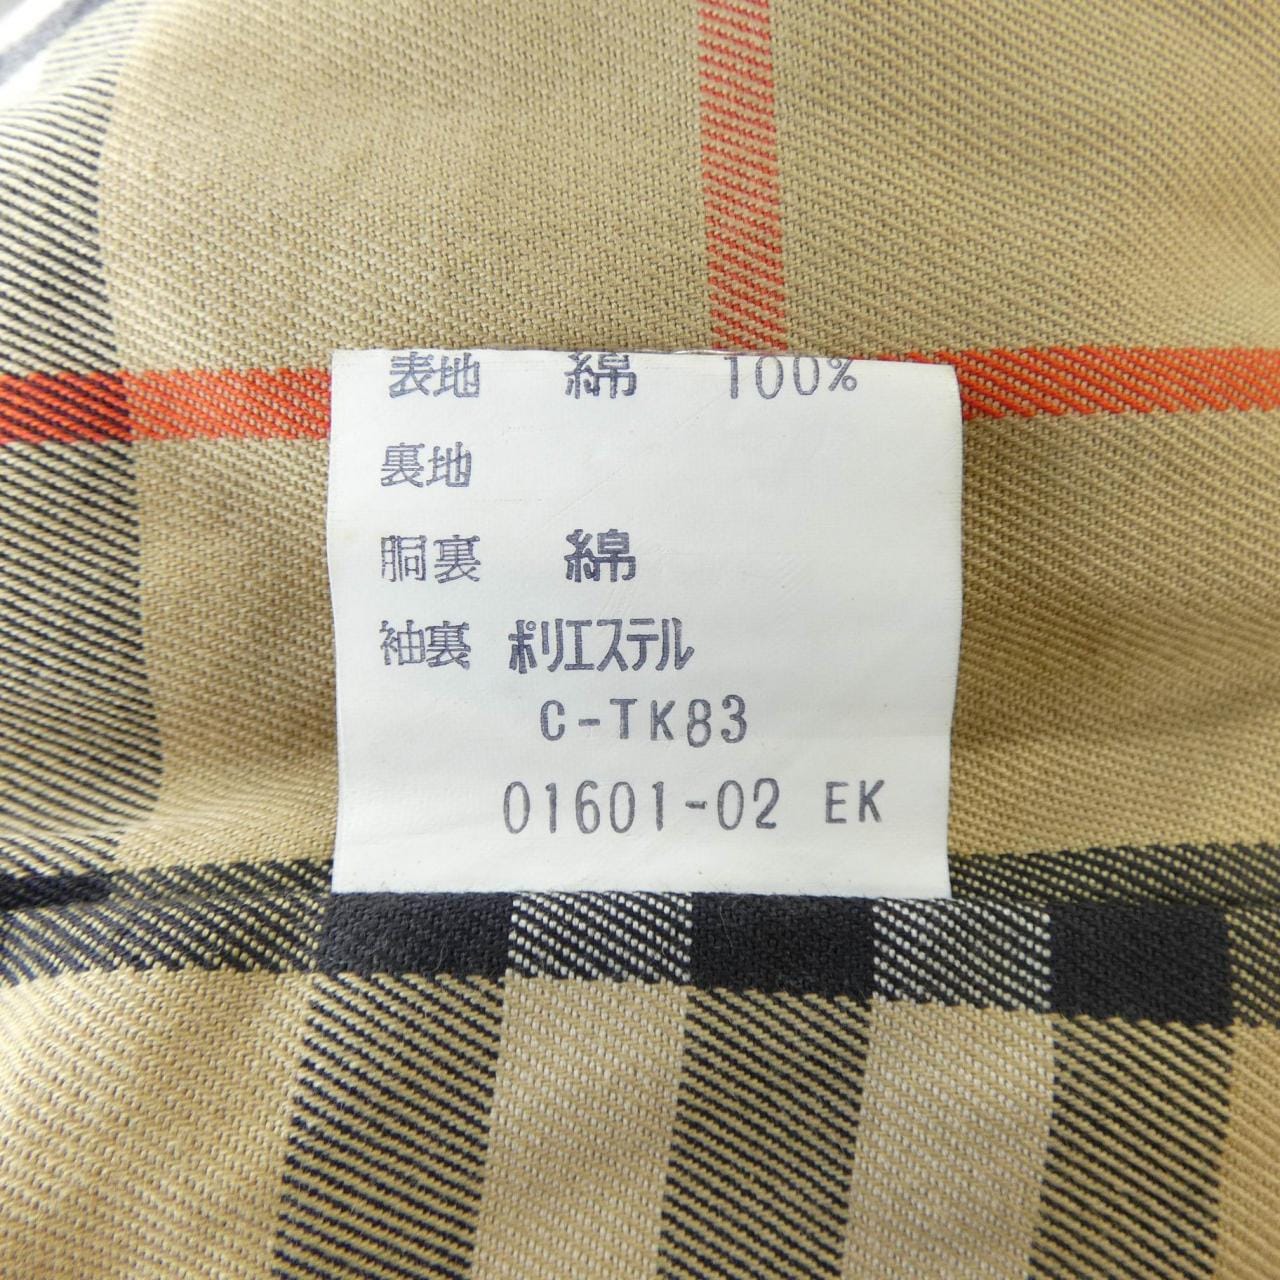 表地 綿 100%
裏地
胴裏 綿
袖裏 ポリエステル
C-TK83
01601-02 EK